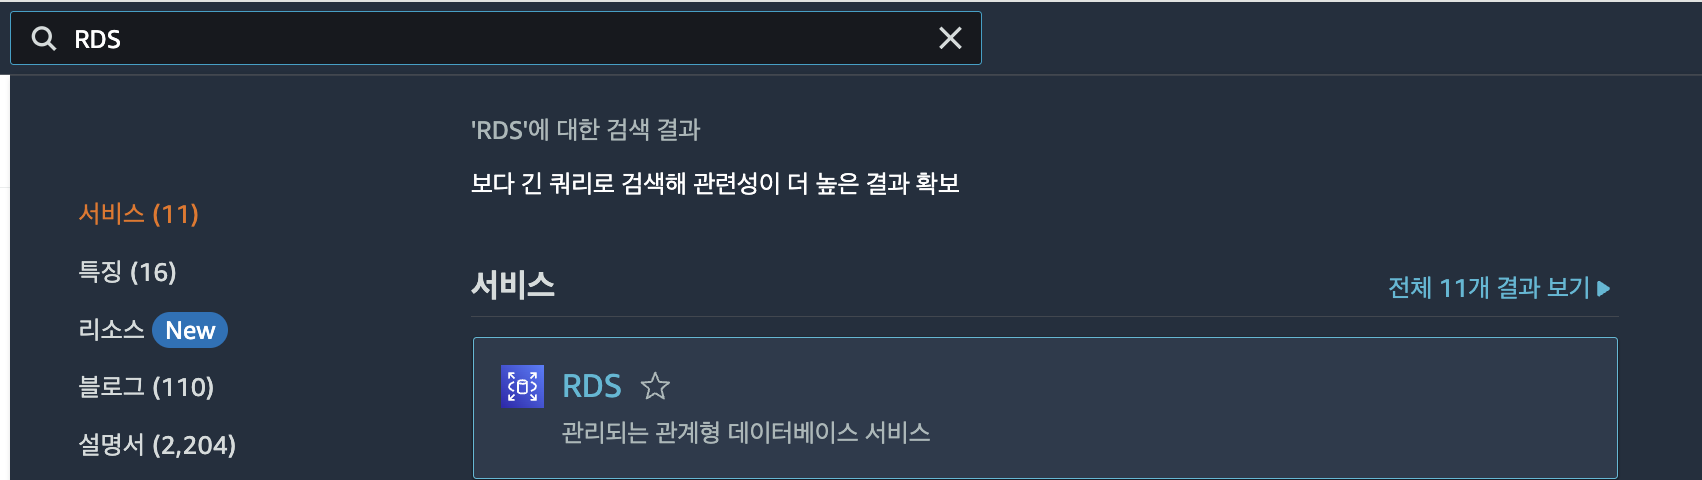 RDS
'RDS'에 대한 검색 결과
보다 긴 쿼리로 검색해 관련성이 더 높은 결과 확보
서비스 (11)
특징 (16)
리소스 New
블로그 (110)
설명서 (2,204)
서비스
전체 11개 결과 보기
RDS
관리되는 관계형 데이터베이스 서비스